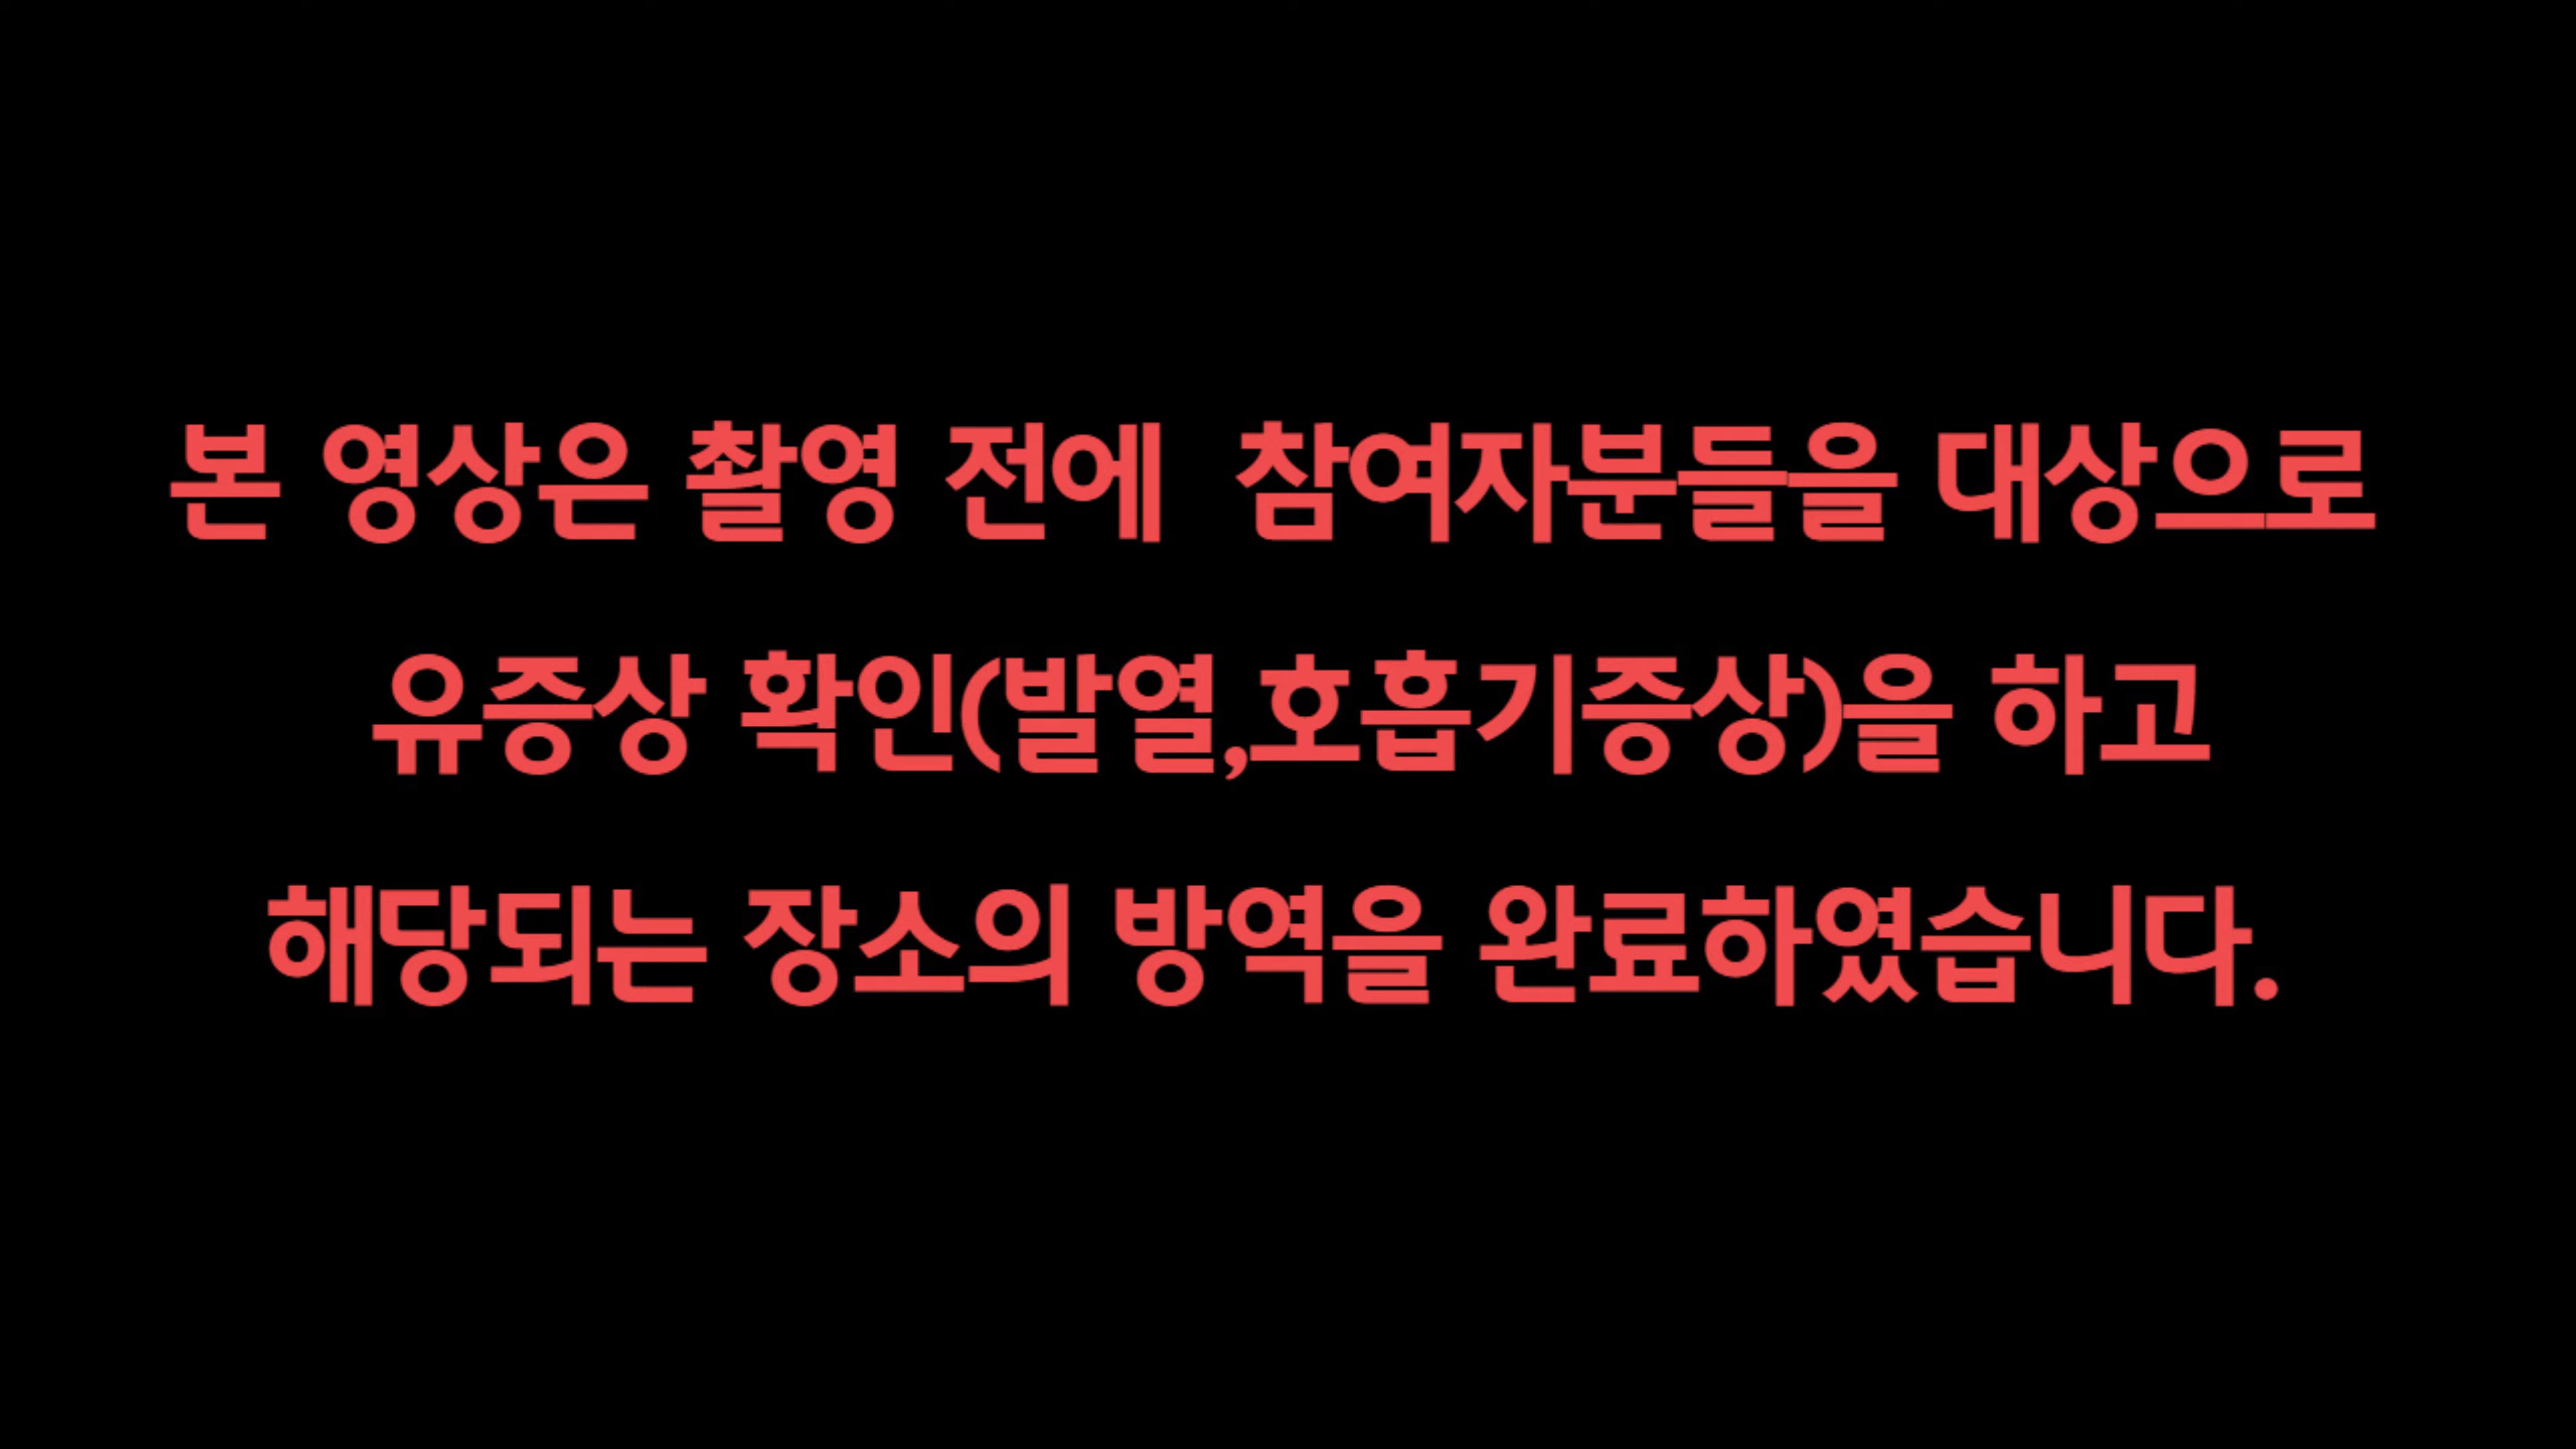 본 영상은 촬영 전에 참여자분들을 대상으로
유증상 확인(발열,호흡기증상)을 하고
해당되는 장소의 방역을 완료하였습니다.